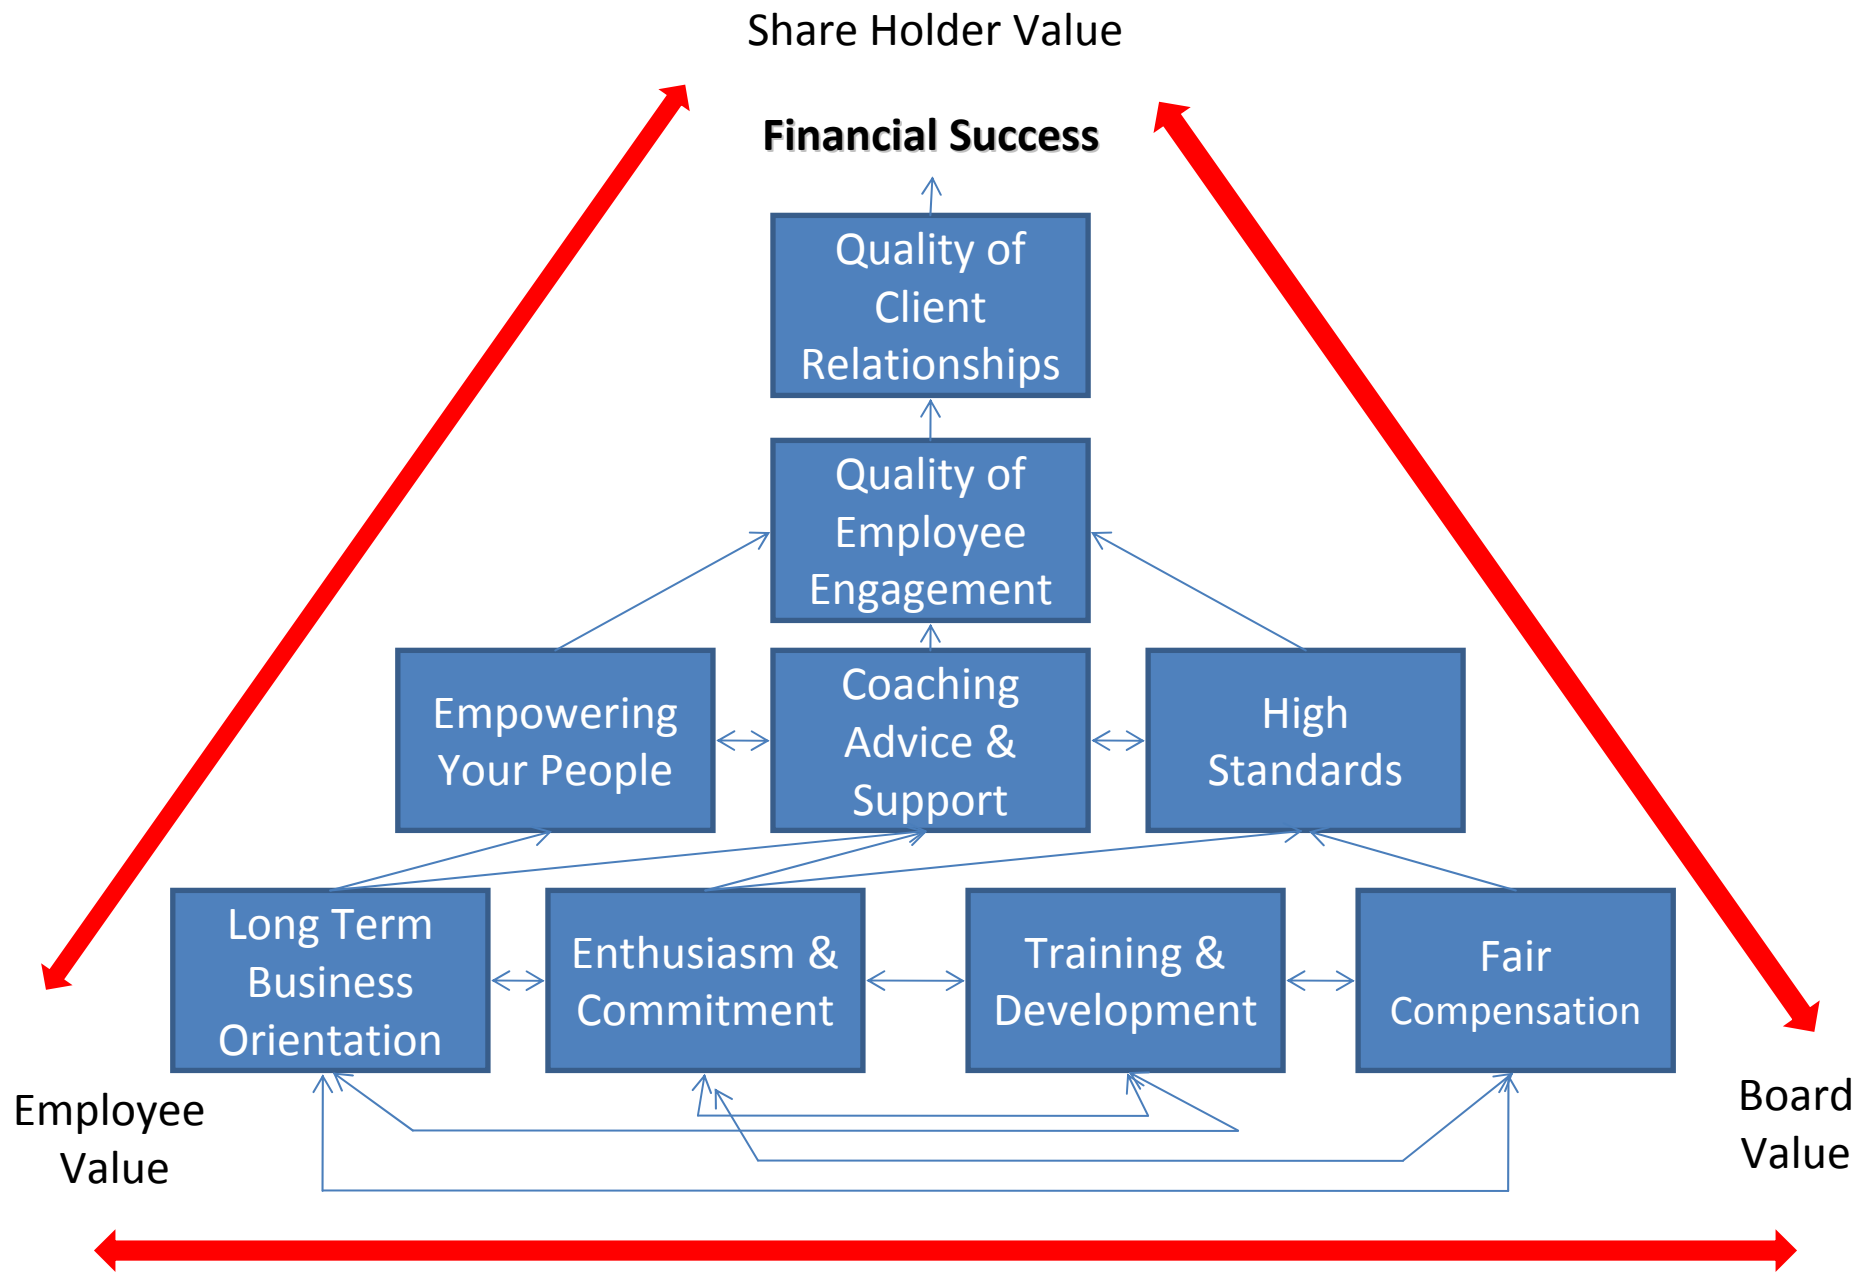 Share Holder Value
Financial Success
Quality of
Client
Relationships
Quality of
Employee
Engagement
Empowering
Your People
Coaching
Advice &
Support
High
Standards
Long Term
Business
Orientation
Enthusiasm &
Commitment
Training &
Development
Fair
Compensation
Employee
Value
Board
Value